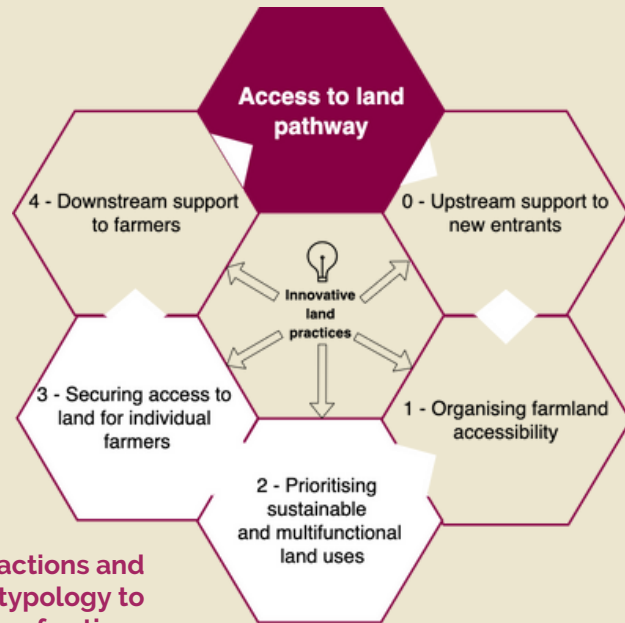 Access to land
pathway
0 - Upstream support to
new entrants
1 - Organising farmland
accessibility
2 - Prioritising
sustainable
and multifunctional
land uses
3 - Securing access to
land for individual
farmers
4 - Downstream support
to farmers
Innovative
land
practices
actions and
typology to